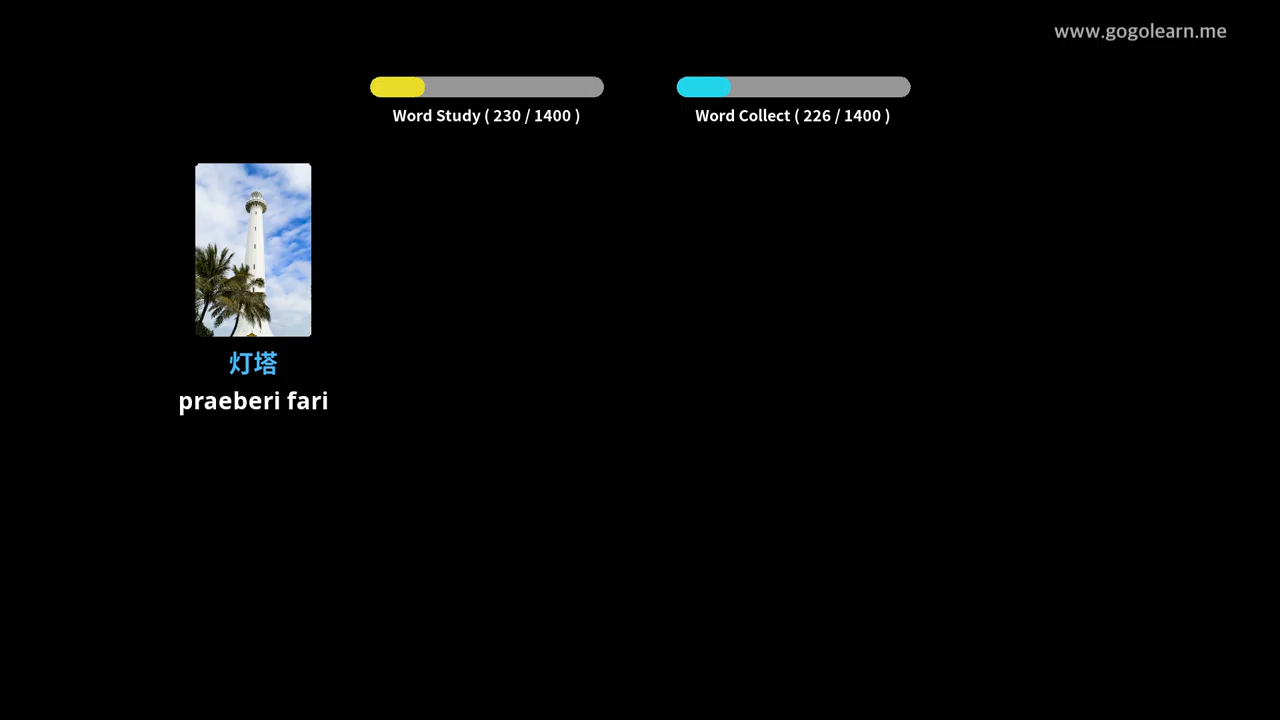 www.gogolearn.me
Word Study ( 230 / 1400 )
Word Collect ( 226 / 1400 )
灯塔
praeberi fari